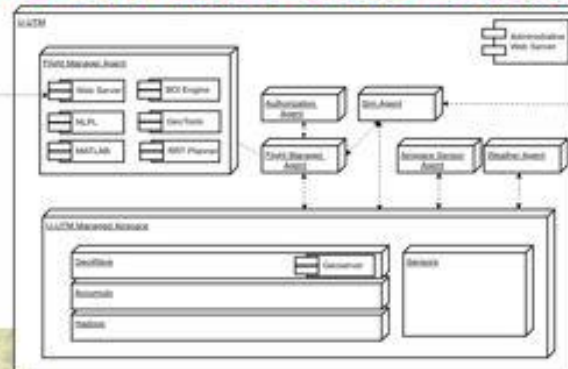 U-UTM
Administrative
Web Server
Flight Manager Agent
Web Server
BDI Engine
NLPL
GeoTools
MATLAB
RRT Planner
Authorization
Agent
Sim Agent
Flight Manager
Agent
Airspace Sensor
Agent
Weather Agent
U-UTM Managed Airspace
GeoWave
Geoserver
Accumulo
Hadoop
Sensors